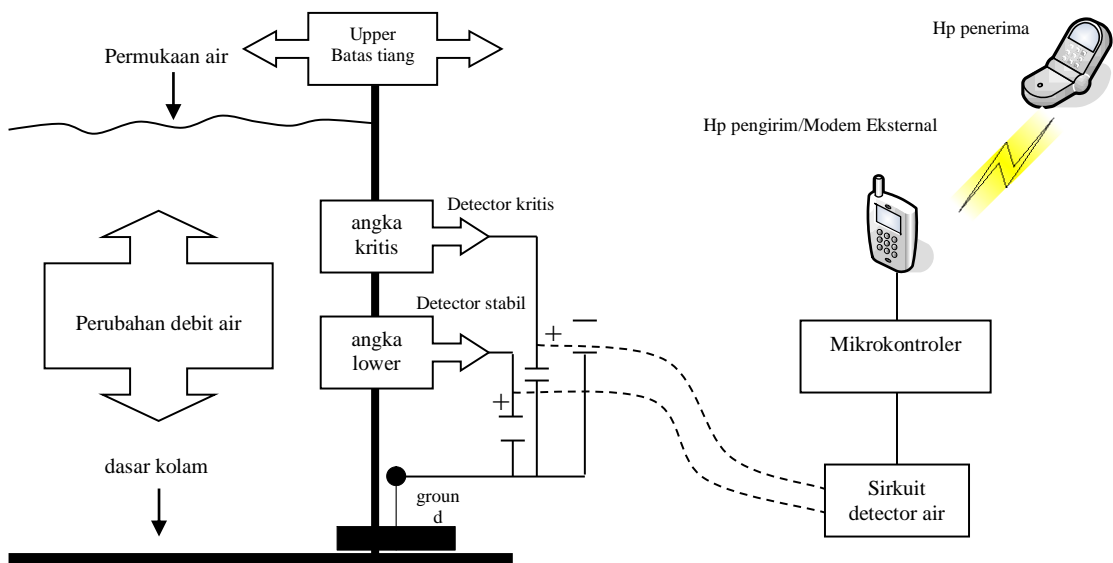 Upper
Batas tiang
Permukaan air
Hp penerima
Hp pengirim/Modem Eksternal
Detector kritis
angka
kritis
Perubahan debit air
Detector stabil
angka
lower
+
+
Mikrokontroler
dasar kolam
groun
d
Sirkuit
detector air